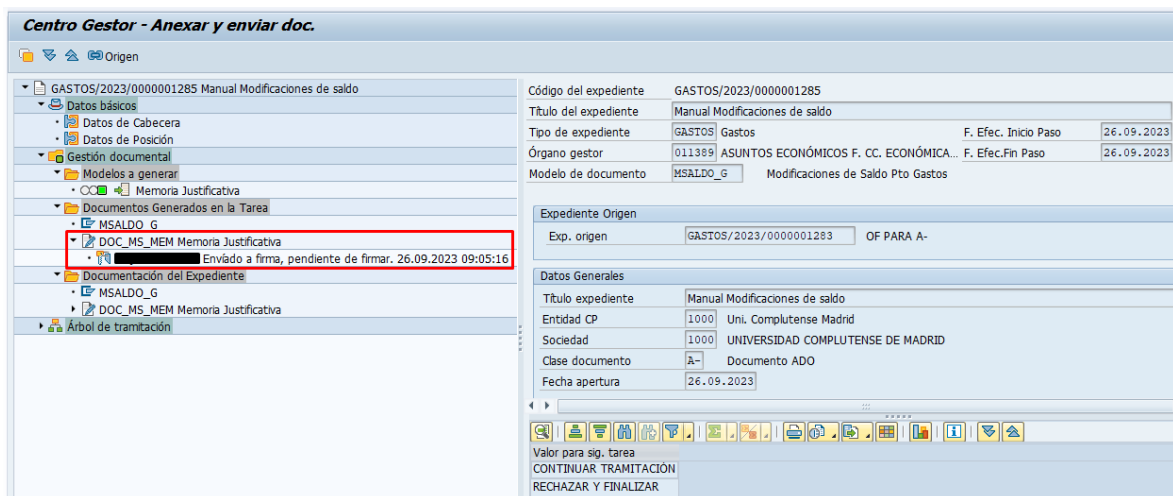 Centro Gestor - Anexar y enviar doc.
Origen
GASTOS/2023/0000001285 Manual Modificaciones de saldo
Datos básicos
Datos de Cabecera
Datos de Posición
Gestión documental
Modelos a generar
Memoria Justificativa
Documentos Generados en la Tarea
MSALDO_G
DOC_MS_MEM Memoria Justificativa
Envíado a firma, pendiente de firmar. 26.09.2023 09:05:16
Documentación del Expediente
MSALDO_G
DOC_MS_MEM Memoria Justificativa
Árbol de tramitación
Código del expediente GASTOS/2023/0000001285
Título del expediente Manual Modificaciones de saldo
Tipo de expediente GASTOS Gastos F. Efec. Inicio Paso 26.09.2023
Órgano gestor 011389 ASUNTOS ECONÓMICOS F. CC. ECONÓMICA... F. Efec.Fin Paso 26.09.2023
Modelo de documento MSALDO_G Modificaciones de Saldo Pto Gastos
Expediente Origen
Exp. origen GASTOS/2023/0000001283 OF PARA A-
Datos Generales
Título expediente Manual Modificaciones de saldo
Entidad CP 1000 Uni. Complutense Madrid
Sociedad 1000 UNIVERSIDAD COMPLUTENSE DE MADRID
Clase documento A- Documento ADO
Fecha apertura 26.09.2023
Valor para sig. tarea
CONTINUAR TRAMITACIÓN
RECHAZAR Y FINALIZAR